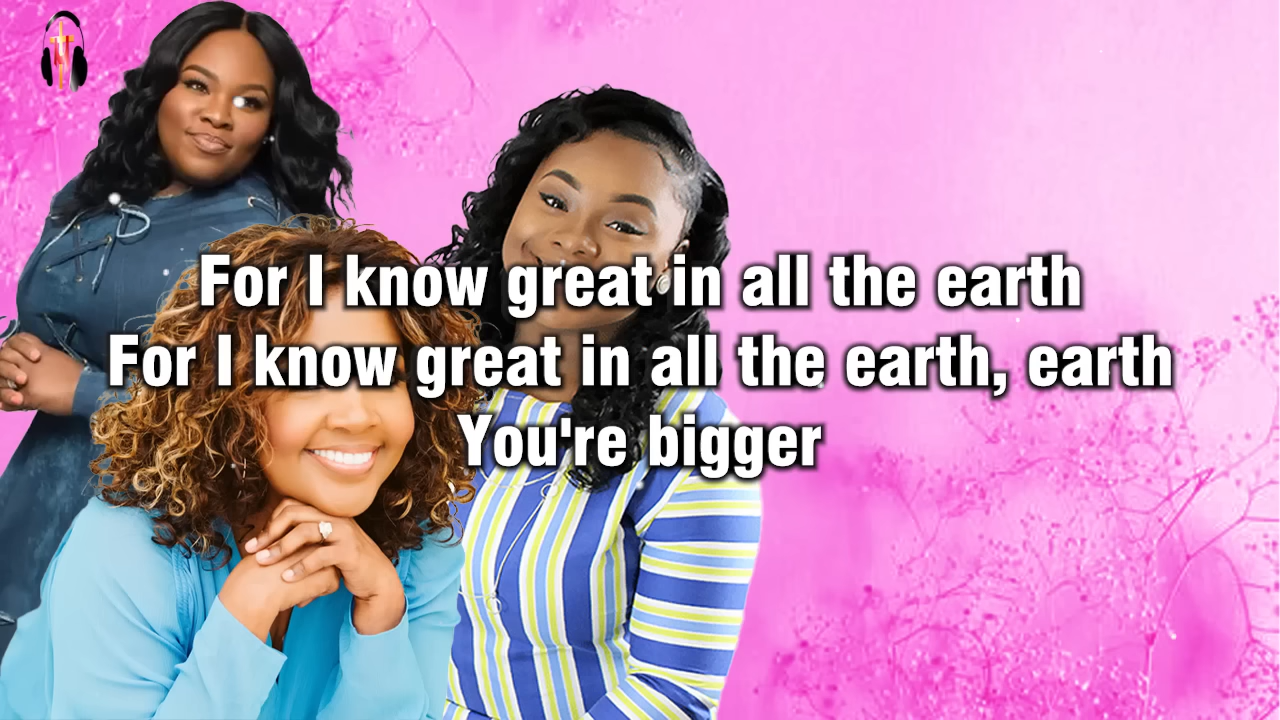 For I know great in all the earth
For I know great in all the earth, earth
You're bigger